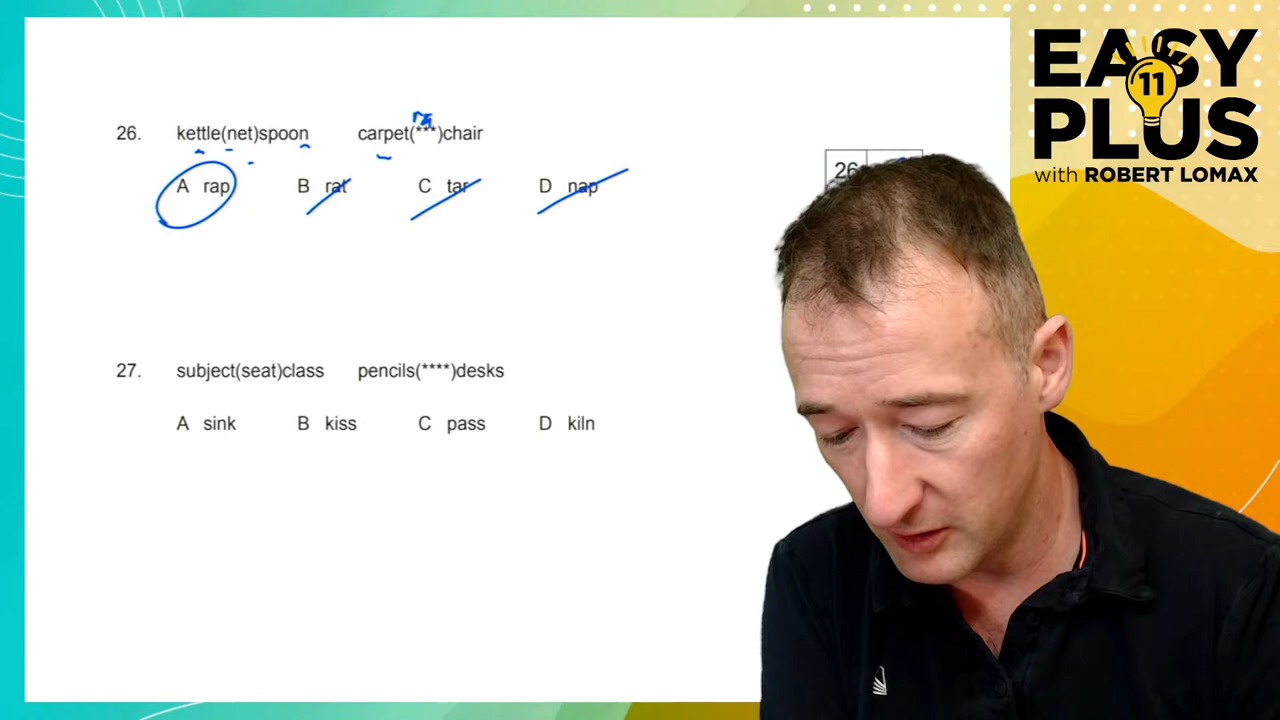 EASY
11
PLUS
with ROBERT LOMAX
ra
26. kettle(net)spoon carpet(***)chair
26
A rap B rat C tar D nap
27. subject(seat)class pencils(****)desks
A sink B kiss C pass D kiln